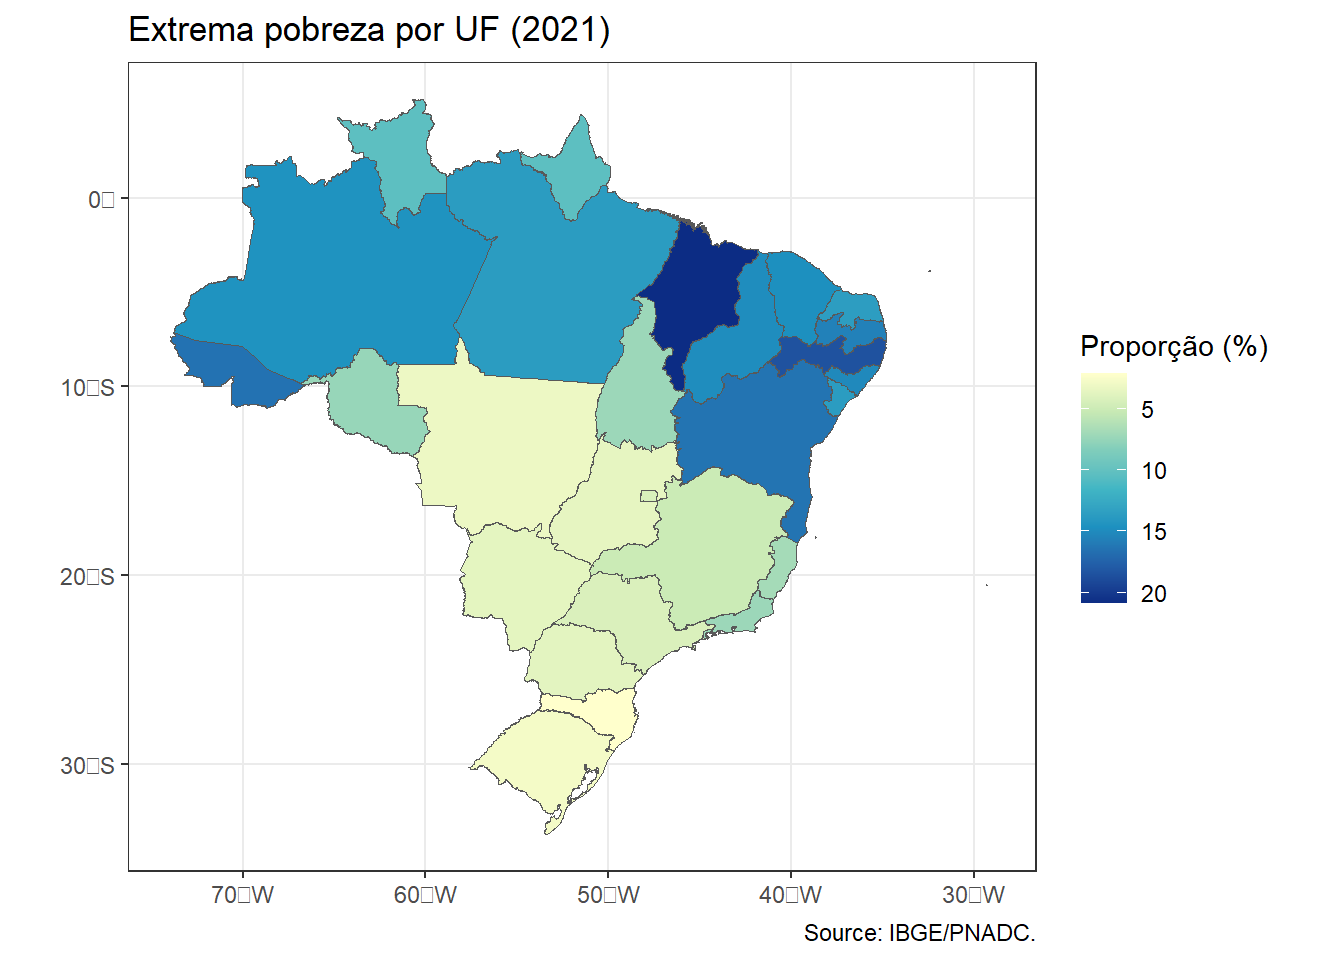 Extrema pobreza por UF (2021)
0□
10□S
20□S
30□S
70□W
60□W
50□W
40□W
30□W
Proporção (%)
5
10
15
20
Source: IBGE/PNADC.